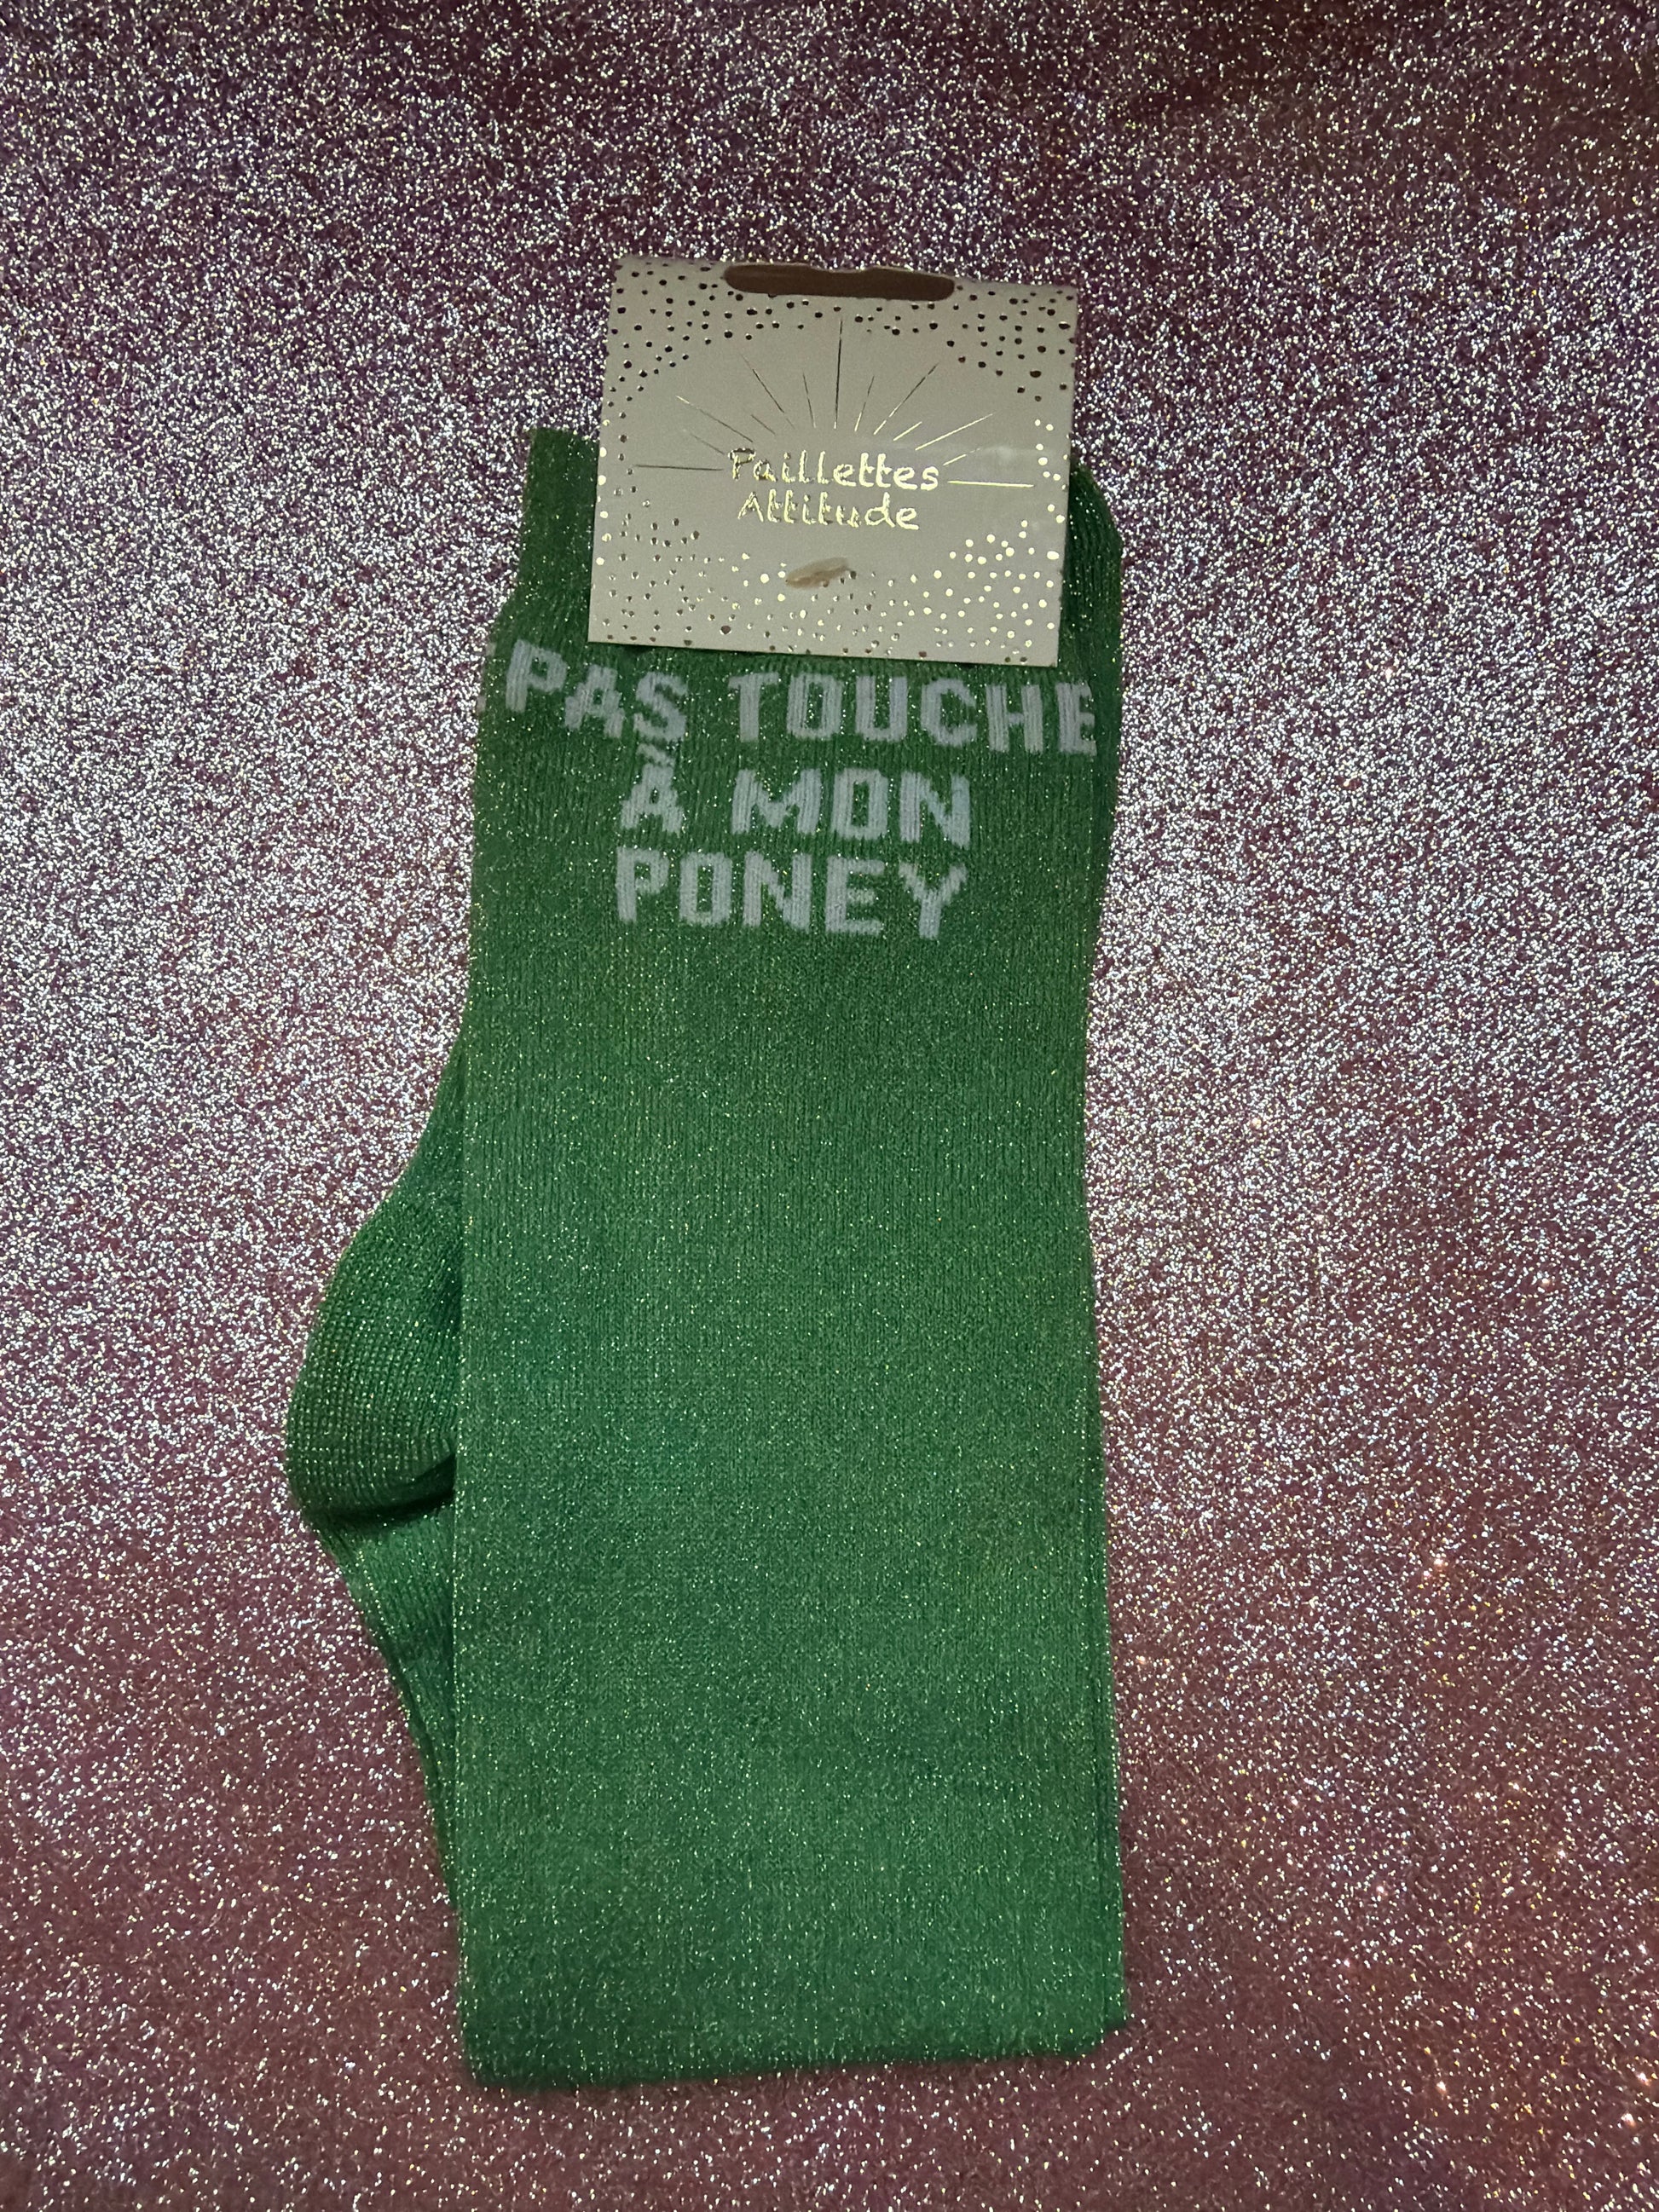 Paillettes
Attitude
PAS TOUCHE
À MON
PONEY